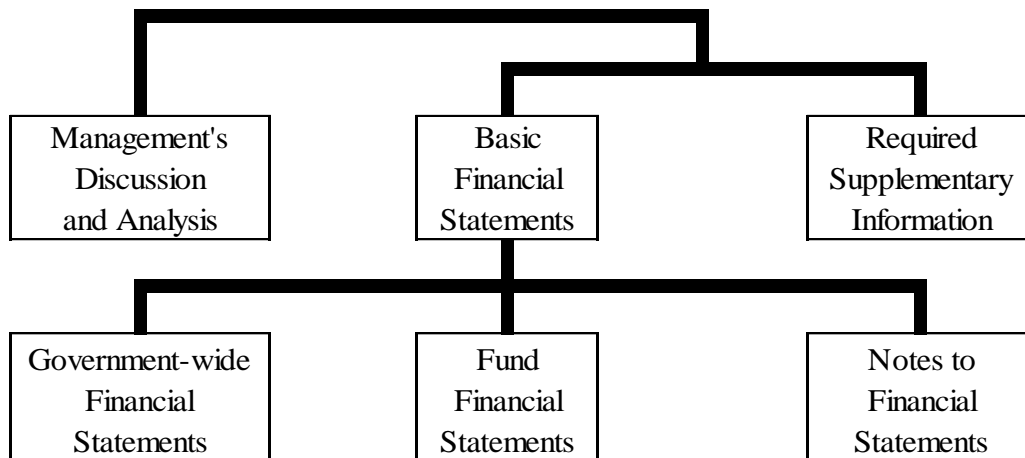 Management's
Discussion
and Analysis
Basic
Financial
Statements
Required
Supplementary
Information
Government-wide
Financial
Statements
Fund
Financial
Statements
Notes to
Financial
Statements